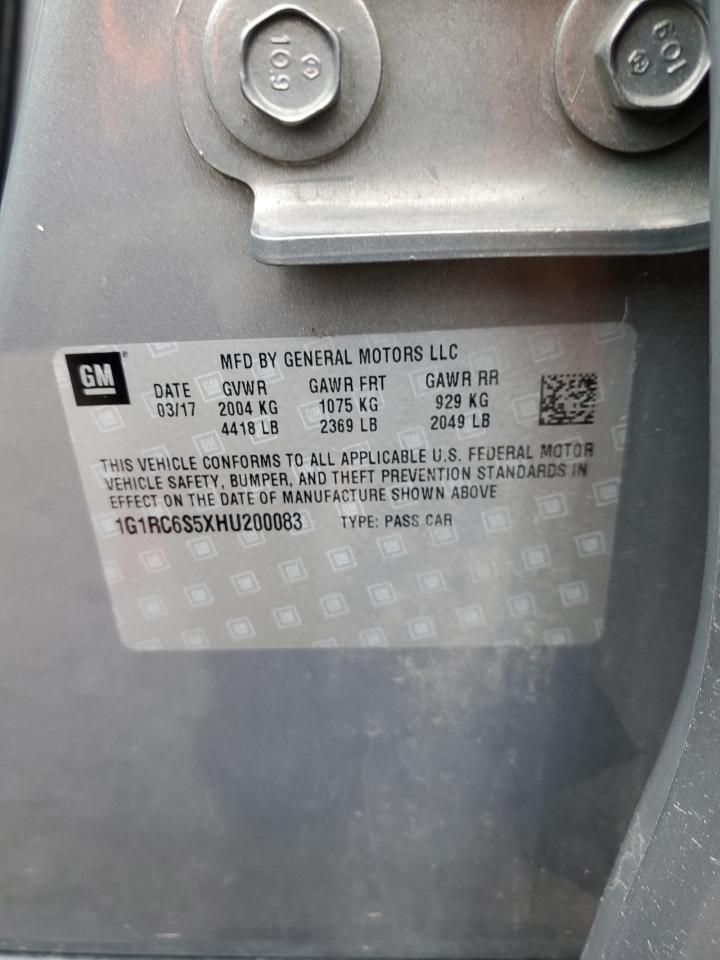 10.9
10.9
GM
MFD BY GENERAL MOTORS LLC
DATE GVWR GAWR FRT GAWR RR
03/17 2004 KG 1075 KG 929 KG
4418 LB 2369 LB 2049 LB
THIS VEHICLE CONFORMS TO ALL APPLICABLE U.S. FEDERAL MOTOR
VEHICLE SAFETY, BUMPER, AND THEFT PREVENTION STANDARDS IN
EFFECT ON THE DATE OF MANUFACTURE SHOWN ABOVE
1G1RC6S5XHU200083 TYPE: PASS CAR